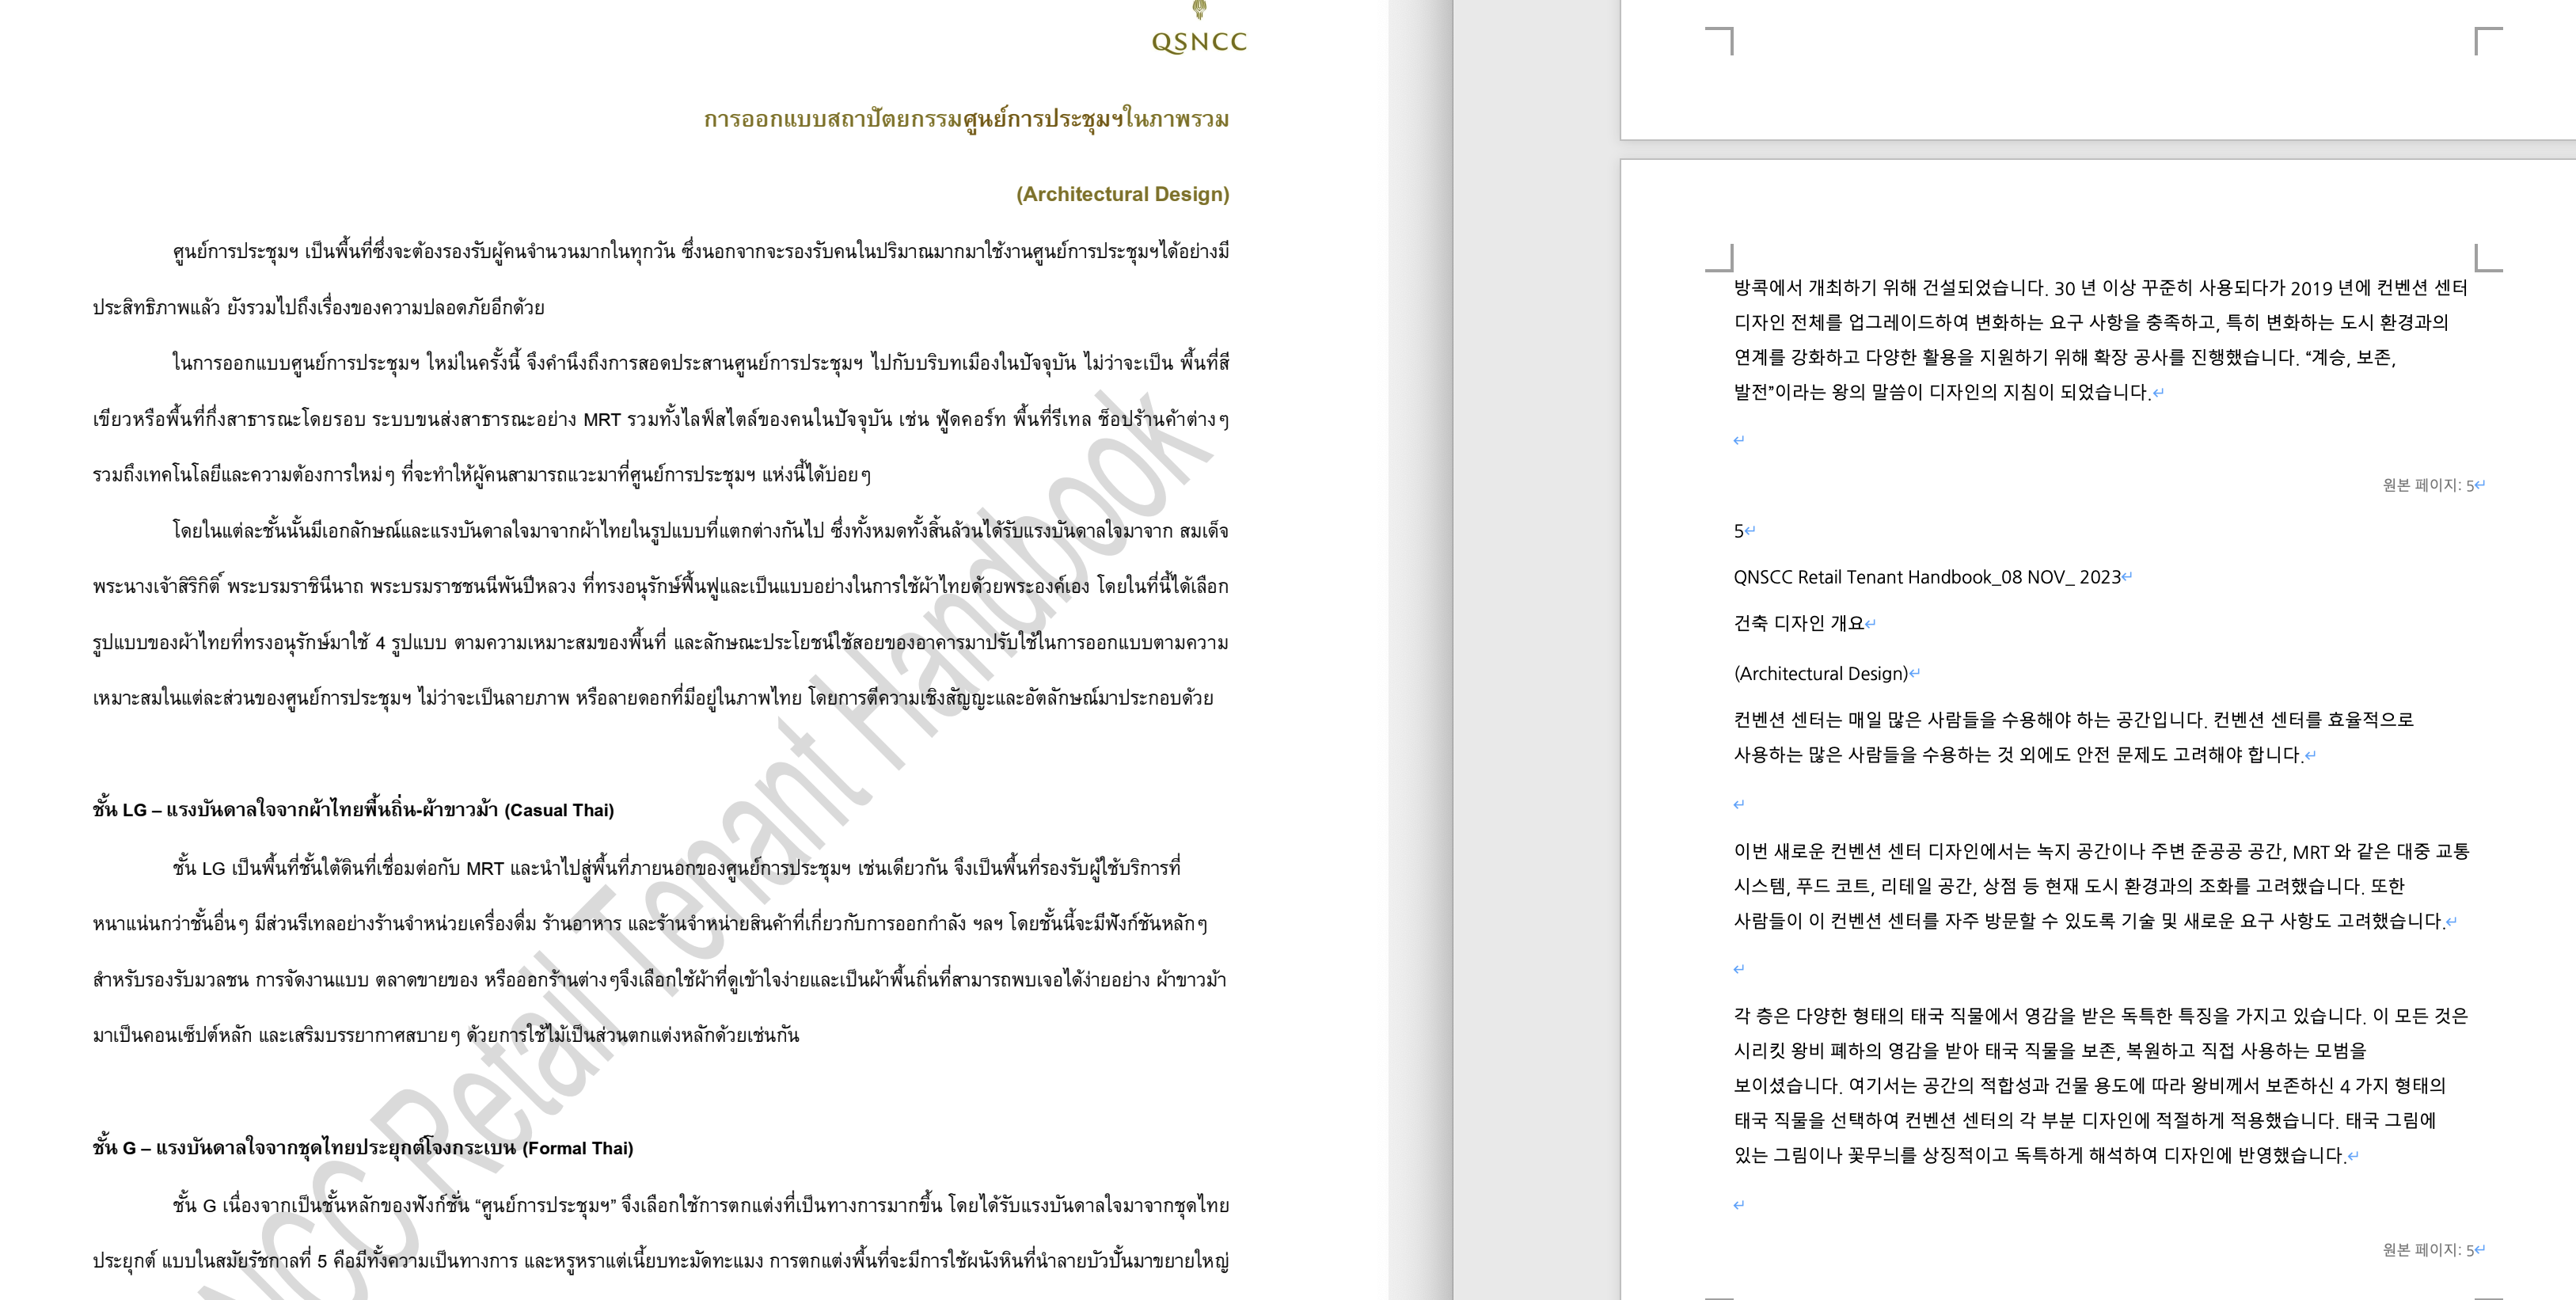 QSNCC
การออกแบบสถาปัตยกรรมศูนย์การประชุมฯในภาพรวม
(Architectural Design)
ศูนย์การประชุมฯ เป็นพื้นที่ซึ่งจะต้องรองรับผู้คนจำนวนมากในทุกวัน ซึ่งนอกจากจะรองรับคนในปริมาณมากมาใช้งานศูนย์การประชุมฯได้อย่างมี
ประสิทธิภาพแล้ว ยังรวมไปถึงเรื่องของความปลอดภัยอีกด้วย
ในการออกแบบศูนย์การประชุมฯ ใหม่ในครั้งนี้ จึงคำนึงถึงการสอดประสานศูนย์การประชุมฯ ไปกับบริบทเมืองในปัจจุบัน ไม่ว่าจะเป็น พื้นที่สี
เขียวหรือพื้นที่กึ่งสาธารณะโดยรอบ ระบบขนส่งสาธารณะอย่าง MRT รวมทั้งไลฟ์สไตล์ของคนในปัจจุบัน เช่น ฟู้ดคอร์ท พื้นที่รีเทล ช็อปร้านค้าต่างๆ
รวมถึงเทคโนโลยีและความต้องการใหม่ๆ ที่จะทำให้ผู้คนสามารถแวะมาที่ศูนย์การประชุมฯ แห่งนี้ได้บ่อยๆ
โดยในแต่ละชั้นนั้นมีเอกลักษณ์และแรงบันดาลใจมาจากผ้าไทยในรูปแบบที่แตกต่างกันไป ซึ่งทั้งหมดทั้งสิ้นล้วนได้รับแรงบันดาลใจมาจาก สมเด็จ
พระนางเจ้าสิริกิติ์ พระบรมราชินีนาถ พระบรมราชชนนีพันปีหลวง ที่ทรงอนุรักษ์ฟื้นฟูและเป็นแบบอย่างในการใช้ผ้าไทยด้วยพระองค์เอง โดยในที่นี้ได้เลือก
รูปแบบของผ้าไทยที่ทรงอนุรักษ์มาใช้ 4 รูปแบบ ตามความเหมาะสมของพื้นที่ และลักษณะประโยชน์ใช้สอยของอาคารมาปรับใช้ในการออกแบบตามความ
เหมาะสมในแต่ละส่วนของศูนย์การประชุมฯ ไม่ว่าจะเป็นลายภาพ หรือลายดอกที่มีอยู่ในภาพไทย โดยการตีความเชิงสัญญะและอัตลักษณ์มาประกอบด้วย
ชั้น LG – แรงบันดาลใจจากผ้าไทยพื้นถิ่น-ผ้าขาวม้า (Casual Thai)
ชั้น LG เป็นพื้นที่ชั้นใต้ดินที่เชื่อมต่อกับ MRT และนำไปสู่พื้นที่ภายนอกของศูนย์การประชุมฯ เช่นเดียวกัน จึงเป็นพื้นที่รองรับผู้ใช้บริการที่
หนาแน่นกว่าชั้นอื่นๆ มีส่วนรีเทลอย่างร้านจำหน่ายเครื่องดื่ม ร้านอาหาร และร้านจำหน่ายสินค้าที่เกี่ยวกับการออกกำลัง ฯลฯ โดยชั้นนี้จะมีฟังก์ชันหลักๆ
สำหรับรองรับมวลชน การจัดงานแบบ ตลาดขายของ หรือออกร้านต่างๆจึงเลือกใช้ผ้าที่ดูเข้าใจง่ายและเป็นผ้าพื้นถิ่นที่สามารถพบเจอได้ง่ายอย่าง ผ้าขาวม้า
มาเป็นคอนเซ็ปต์หลัก และเสริมบรรยากาศสบายๆ ด้วยการใช้ไม้เป็นส่วนตกแต่งหลักด้วยเช่นกัน
ชั้น G – แรงบันดาลใจจากชุดไทยประยุกต์โจงกระเบน (Formal Thai)
ชั้น G เนื่องจากเป็นชั้นหลักของฟังก์ชั่น “ศูนย์การประชุมฯ” จึงเลือกใช้การตกแต่งที่เป็นทางการมากขึ้น โดยได้รับแรงบันดาลใจมาจากชุดไทย
ประยุกต์ แบบในสมัยรัชกาลที่ 5 คือมีทั้งความเป็นทางการ และหรูหราแต่เนี้ยบทะมัดทะแมง การตกแต่งพื้นที่จะมีการใช้ผนังหินที่นำลายบัวปั้นมาขยายใหญ่
NCC Retail Tenant Handbook
방콕에서 개최하기 위해 건설되었습니다. 30 년 이상 꾸준히 사용되다가 2019 년에 컨벤션 센터
디자인 전체를 업그레이드하여 변화하는 요구 사항을 충족하고, 특히 변화하는 도시 환경과의
연계를 강화하고 다양한 활용을 지원하기 위해 확장 공사를 진행했습니다. “계승, 보존,
발전”이라는 왕의 말씀이 디자인의 지침이 되었습니다.
원본 페이지: 5
5
QNSCC Retail Tenant Handbook_08 NOV_ 2023
건축 디자인 개요
(Architectural Design)
컨벤션 센터는 매일 많은 사람들을 수용해야 하는 공간입니다. 컨벤션 센터를 효율적으로
사용하는 많은 사람들을 수용하는 것 외에도 안전 문제도 고려해야 합니다.
이번 새로운 컨벤션 센터 디자인에서는 녹지 공간이나 주변 준공공 공간, MRT 와 같은 대중 교통
시스템, 푸드 코트, 리테일 공간, 상점 등 현재 도시 환경과의 조화를 고려했습니다. 또한
사람들이 이 컨벤션 센터를 자주 방문할 수 있도록 기술 및 새로운 요구 사항도 고려했습니다.
각 층은 다양한 형태의 태국 직물에서 영감을 받은 독특한 특징을 가지고 있습니다. 이 모든 것은
시리킷 왕비 폐하의 영감을 받아 태국 직물을 보존, 복원하고 직접 사용하는 모범을
보이셨습니다. 여기서는 공간의 적합성과 건물 용도에 따라 왕비께서 보존하신 4 가지 형태의
태국 직물을 선택하여 컨벤션 센터의 각 부분 디자인에 적절하게 적용했습니다. 태국 그림에
있는 그림이나 꽃무늬를 상징적이고 독특하게 해석하여 디자인에 반영했습니다.
원본 페이지: 5